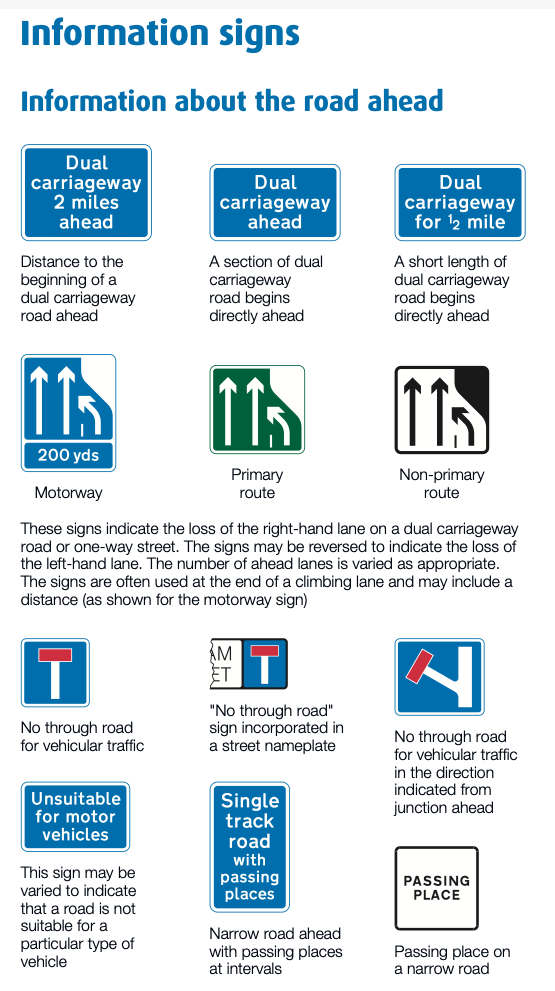 Information signs
Information about the road ahead
Dual
carriageway
2 miles
ahead
Distance to the
beginning of a
dual carriageway
road ahead
Dual
carriageway
ahead
A section of dual
carriageway
road begins
directly ahead
Dual
carriageway
for 1/2 mile
A short length of
dual carriageway
road begins
directly ahead
200 yds
Motorway
Primary
route
Non-primary
route
These signs indicate the loss of the right-hand lane on a dual carriageway
road or one-way street. The signs may be reversed to indicate the loss of
the left-hand lane. The number of ahead lanes is varied as appropriate.
The signs are often used at the end of a climbing lane and may include a
distance (as shown for the motorway sign)
No through road
for vehicular traffic
AM
ET
"No through road"
sign incorporated in
a street nameplate
No through road
for vehicular traffic
in the direction
indicated from
junction ahead
Unsuitable
for motor
vehicles
This sign may be
varied to indicate
that a road is not
suitable for a
particular type of
vehicle
Single
track
road
with
passing
places
Narrow road ahead
with passing places
at intervals
PASSING
PLACE
Passing place on
a narrow road